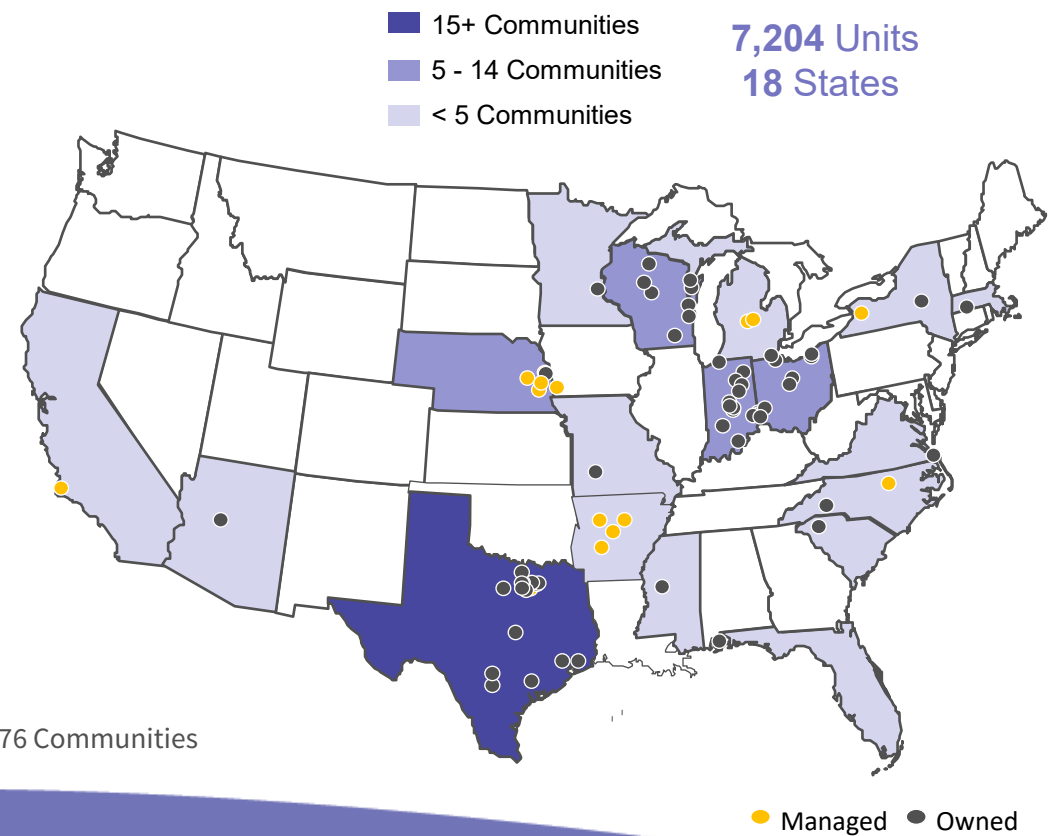 15+ Communities
5 - 14 Communities
< 5 Communities
7,204 Units
18 States
76 Communities
Managed
Owned